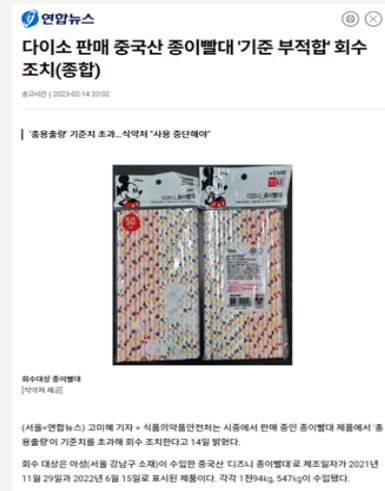 연합뉴스
다이소 판매 중국산 종이빨대 '기준 부적합' 회수
조치(종합)
송고시간 | 2023-02-14 20:02
'총용출량' 기준치 초과…식약처 "사용 중단해야"
50
회수대상 종이빨대
[식약처 제공]
(서울=연합뉴스) 고미혜 기자 = 식품의약품안전처는 시중에서 판매 중인 종이빨대 제품에서 '총
용출량'이 기준치를 초과해 회수 조치한다고 14일 밝혔다.
회수 대상은 아성(서울 강남구 소재)이 수입한 중국산 '디즈니 종이빨대'로 제조일자가 2021년
11월 29일과 2022년 6월 15일로 표시된 제품이다. 각각 1천94kg, 547kg이 수입됐다.